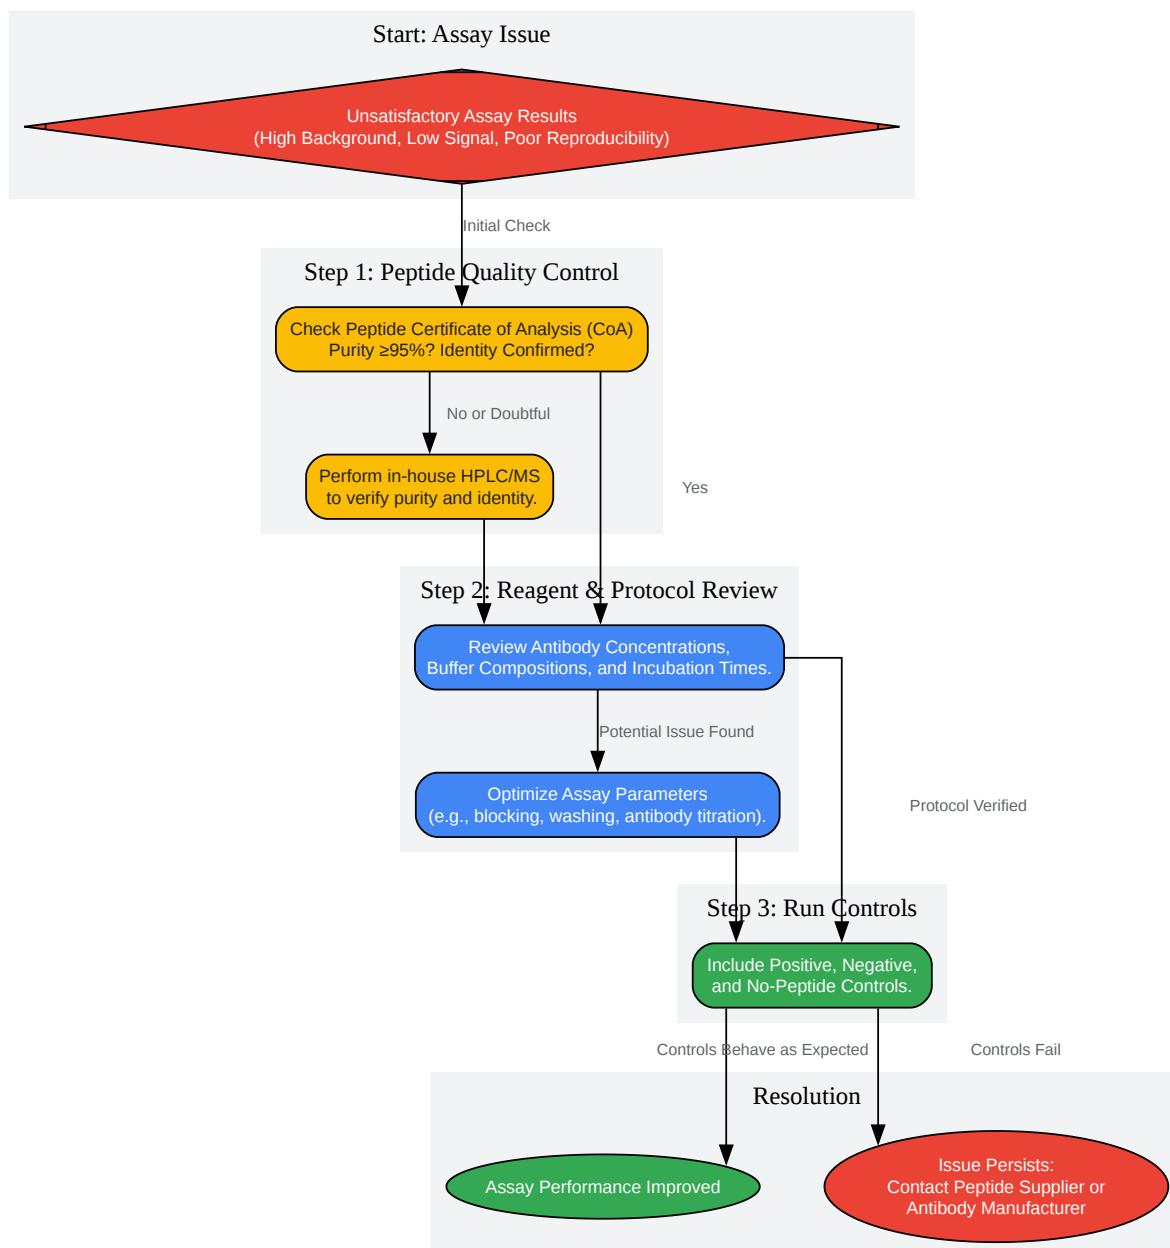 Start: Assay Issue
Unsatisfactory Assay Results
(High Background, Low Signal, Poor Reproducibility)
Initial Check
Step 1: Peptide Quality Control
Check Peptide Certificate of Analysis (CoA)
Purity ≥95%? Identity Confirmed?
No or Doubtful
Perform in-house HPLC/MS
to verify purity and identity.
Yes
Step 2: Reagent & Protocol Review
Review Antibody Concentrations,
Buffer Compositions, and Incubation Times.
Potential Issue Found
Optimize Assay Parameters
(e.g., blocking, washing, antibody titration).
Protocol Verified
Step 3: Run Controls
Include Positive, Negative,
and No-Peptide Controls.
Controls Behave as Expected
Controls Fail
Resolution
Assay Performance Improved
Issue Persists:
Contact Peptide Supplier or
Antibody Manufacturer